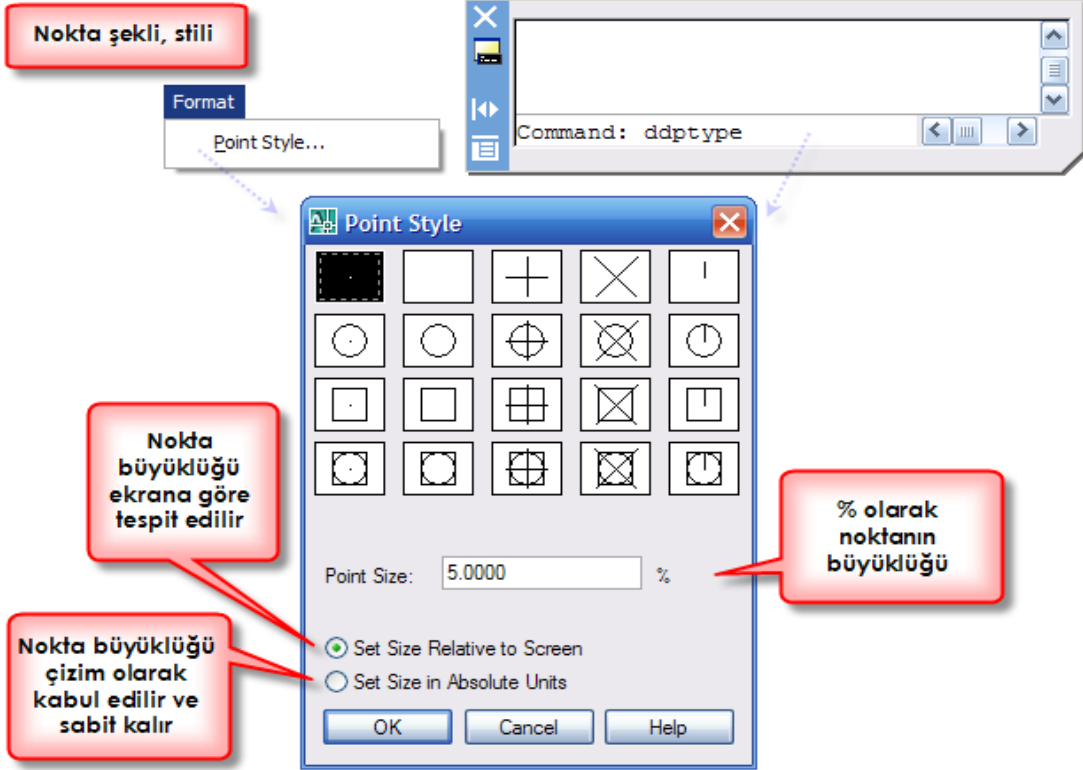 Nokta şekli, stili
Format
Point Style...
Command: ddptype
Point Style
Nokta
büyüklüğü
ekrana göre
tespit edilir
% olarak
noktanın
büyüklüğü
Point Size:
5.0000
%
Nokta büyüklüğü
çizim olarak
kabul edilir ve
sabit kalır
Set Size Relative to Screen
Set Size in Absolute Units
OK
Cancel
Help